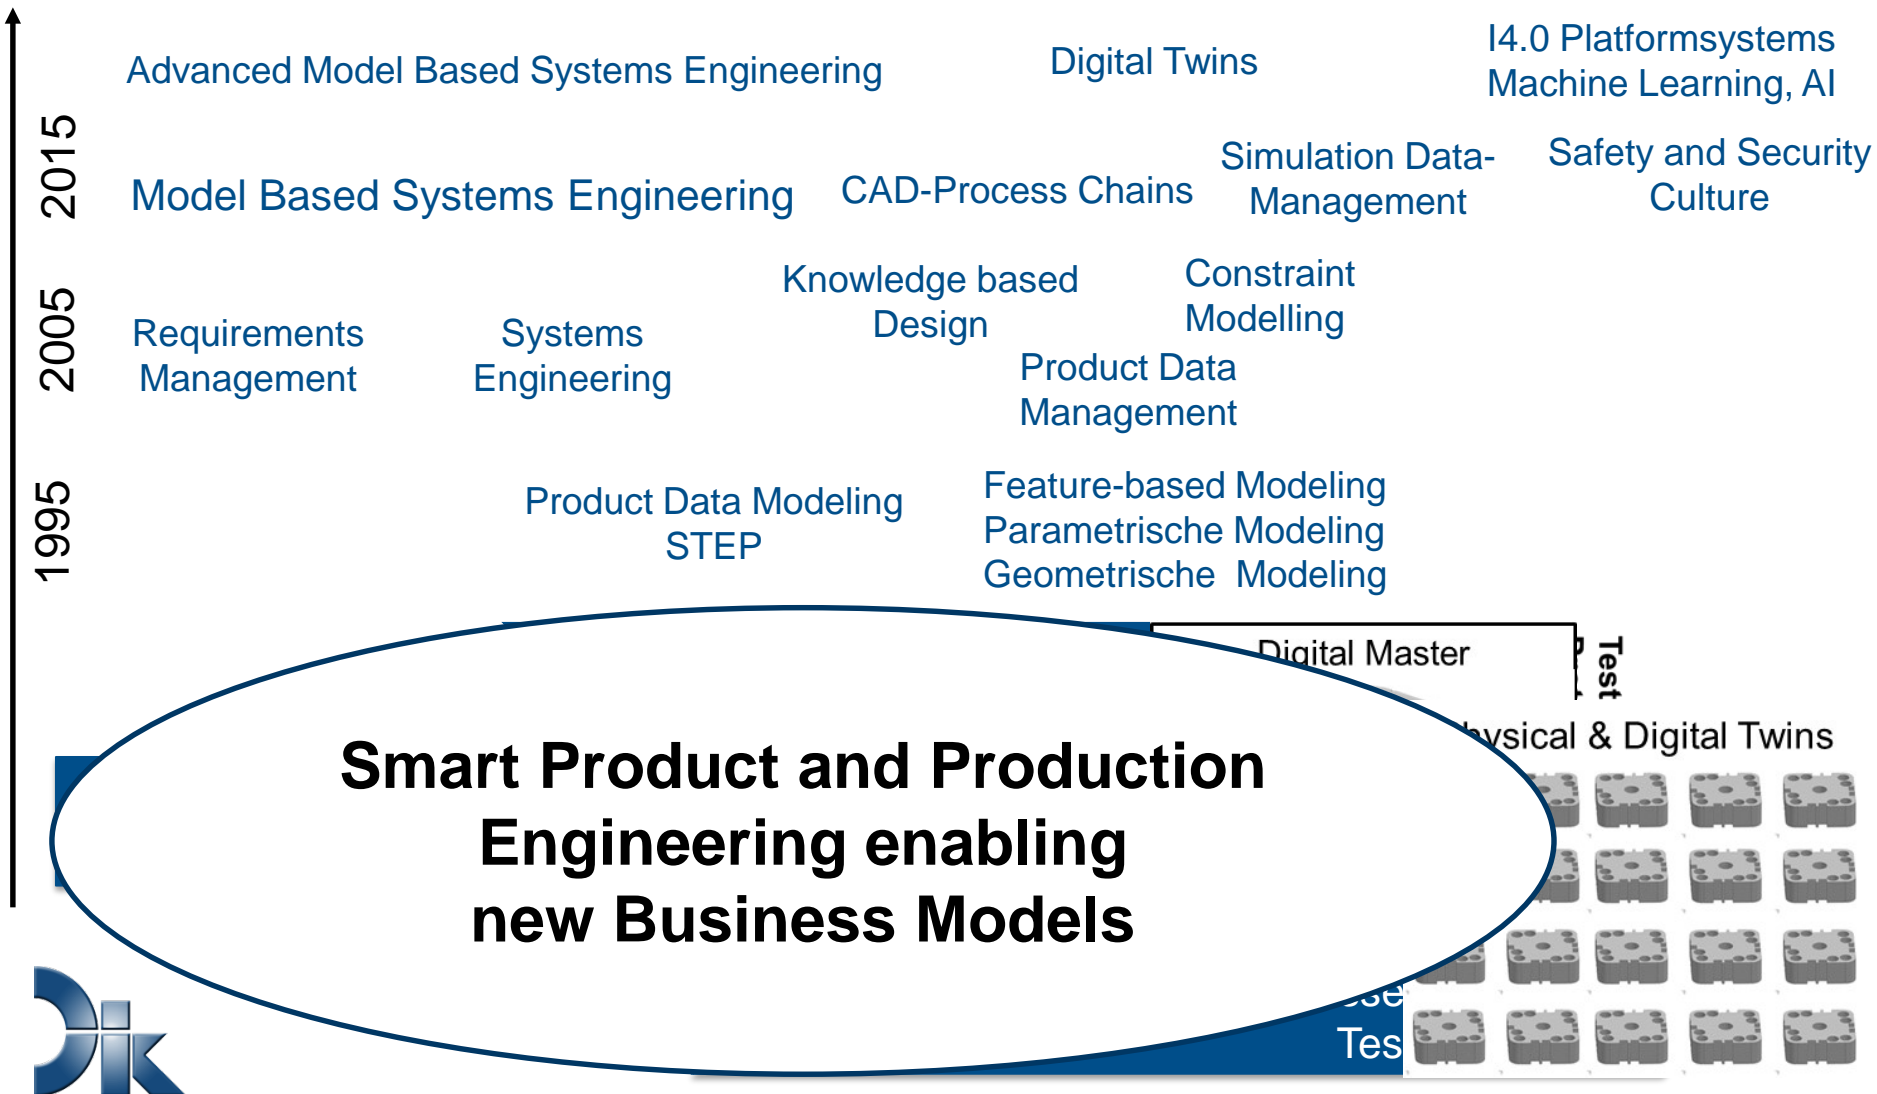 Advanced Model Based Systems Engineering
Digital Twins
I4.0 Platformsystems
Machine Learning, AI
2015
Model Based Systems Engineering
CAD-Process Chains
Simulation Data-
Management
Safety and Security
Culture
2005
Requirements
Management
Systems
Engineering
Knowledge based
Design
Constraint
Modelling
Product Data
Management
1995
Product Data Modeling
STEP
Feature-based Modeling
Parametrische Modeling
Geometrische Modeling
Digital Master
Test
& Digital Twins
Smart Product and Production
Engineering enabling
new Business Models
Dik